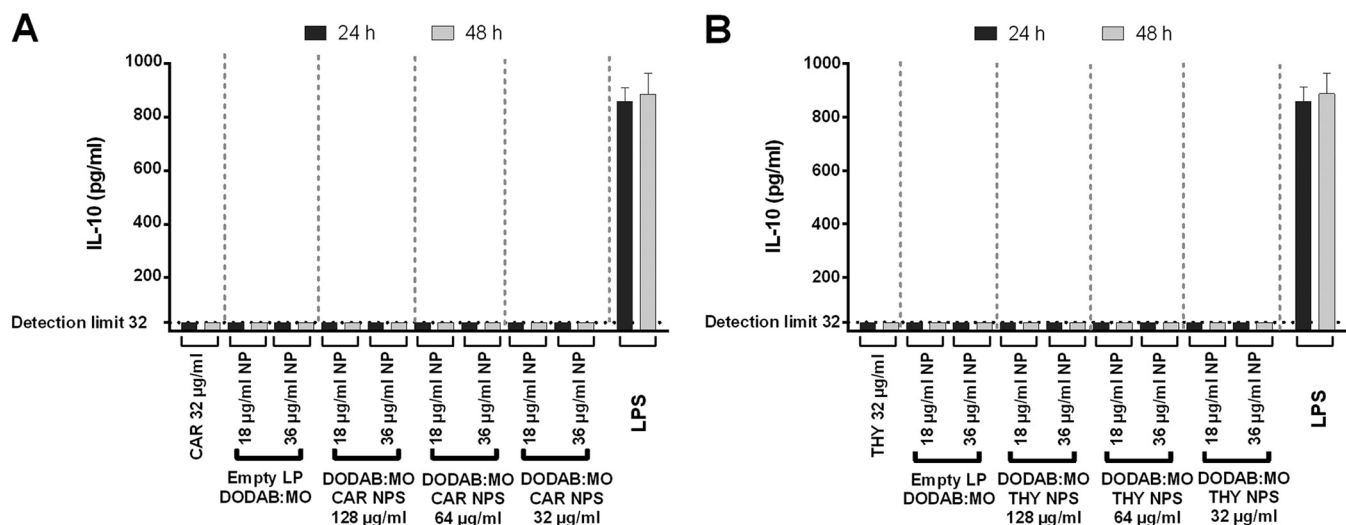 A
24 h 48 h
IL-10 (pg/ml)
1000
800
600
400
200
Detection limit 32
CAR 32 µg/ml
18 µg/ml NP
36 µg/ml NP
18 µg/ml NP
36 µg/ml NP
18 µg/ml NP
36 µg/ml NP
18 µg/ml NP
36 µg/ml NP
LPS
Empty LP
DODAB:MO
DODAB:MO
CAR NPS
128 µg/ml
DODAB:MO
CAR NPS
64 µg/ml
DODAB:MO
CAR NPS
32 µg/ml
B
24 h 48 h
IL-10 (pg/ml)
1000
800
600
400
200
Detection limit 32
THY 32 µg/ml
18 µg/ml NP
36 µg/ml NP
18 µg/ml NP
36 µg/ml NP
18 µg/ml NP
36 µg/ml NP
18 µg/ml NP
36 µg/ml NP
LPS
Empty LP
DODAB:MO
DODAB:MO
THY NPS
128 µg/ml
DODAB:MO
THY NPS
64 µg/ml
DODAB:MO
THY NPS
32 µg/ml